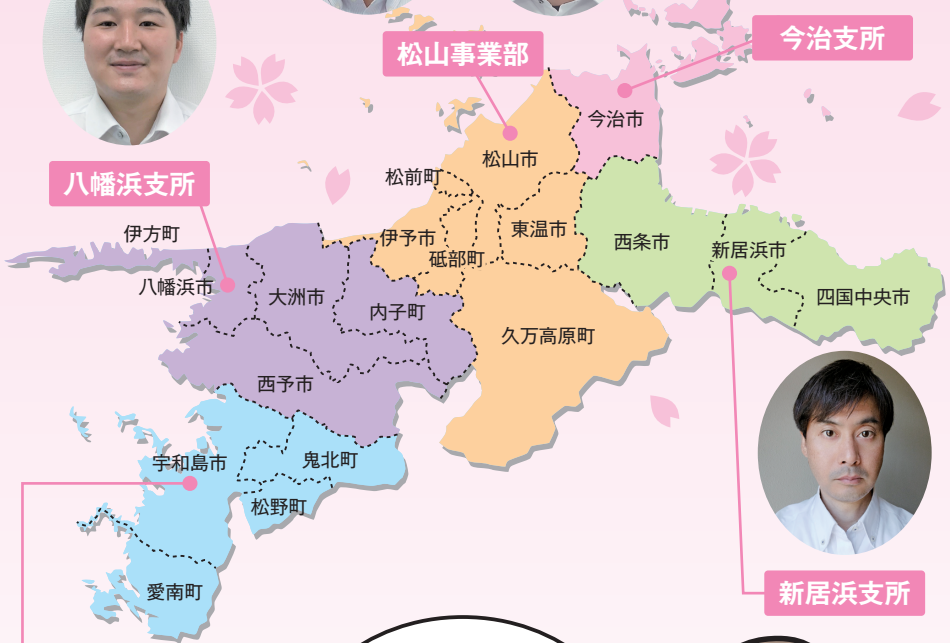 今治支所
松山事業部
今治市
松山市
松前町
八幡浜支所
伊方町
伊予市
東温市
西条市
新居浜市
砥部町
八幡浜市
大洲市
内子町
四国中央市
久万高原町
西予市
宇和島市
鬼北町
松野町
愛南町
新居浜支所